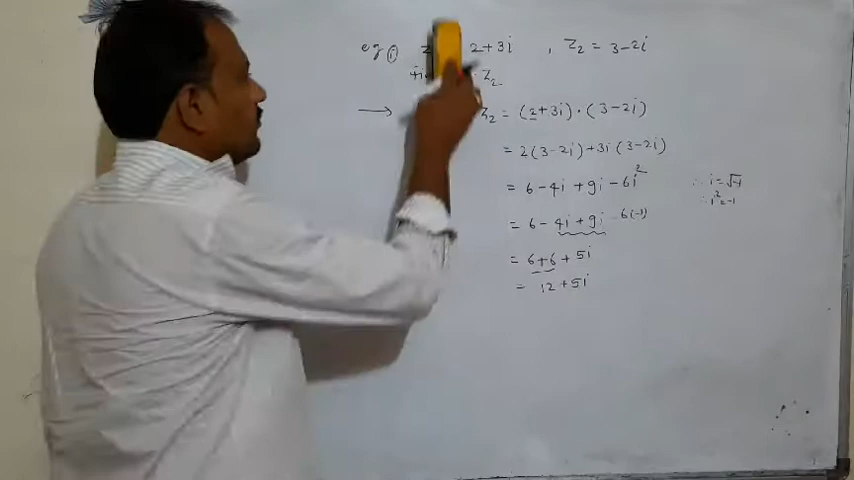 eg ① z 2+3i , Z₂ = 3-2i
Z₂
→ Z₂ = (2+3i)·(3-2i)
= 2(3-2i)+3i(3-2i)
= 6-4i+9i-6i² ∴ i=√-1
= 6-4i+9i-6(-1) ∴ i²=-1
= 6+6+5i
= 12+5i